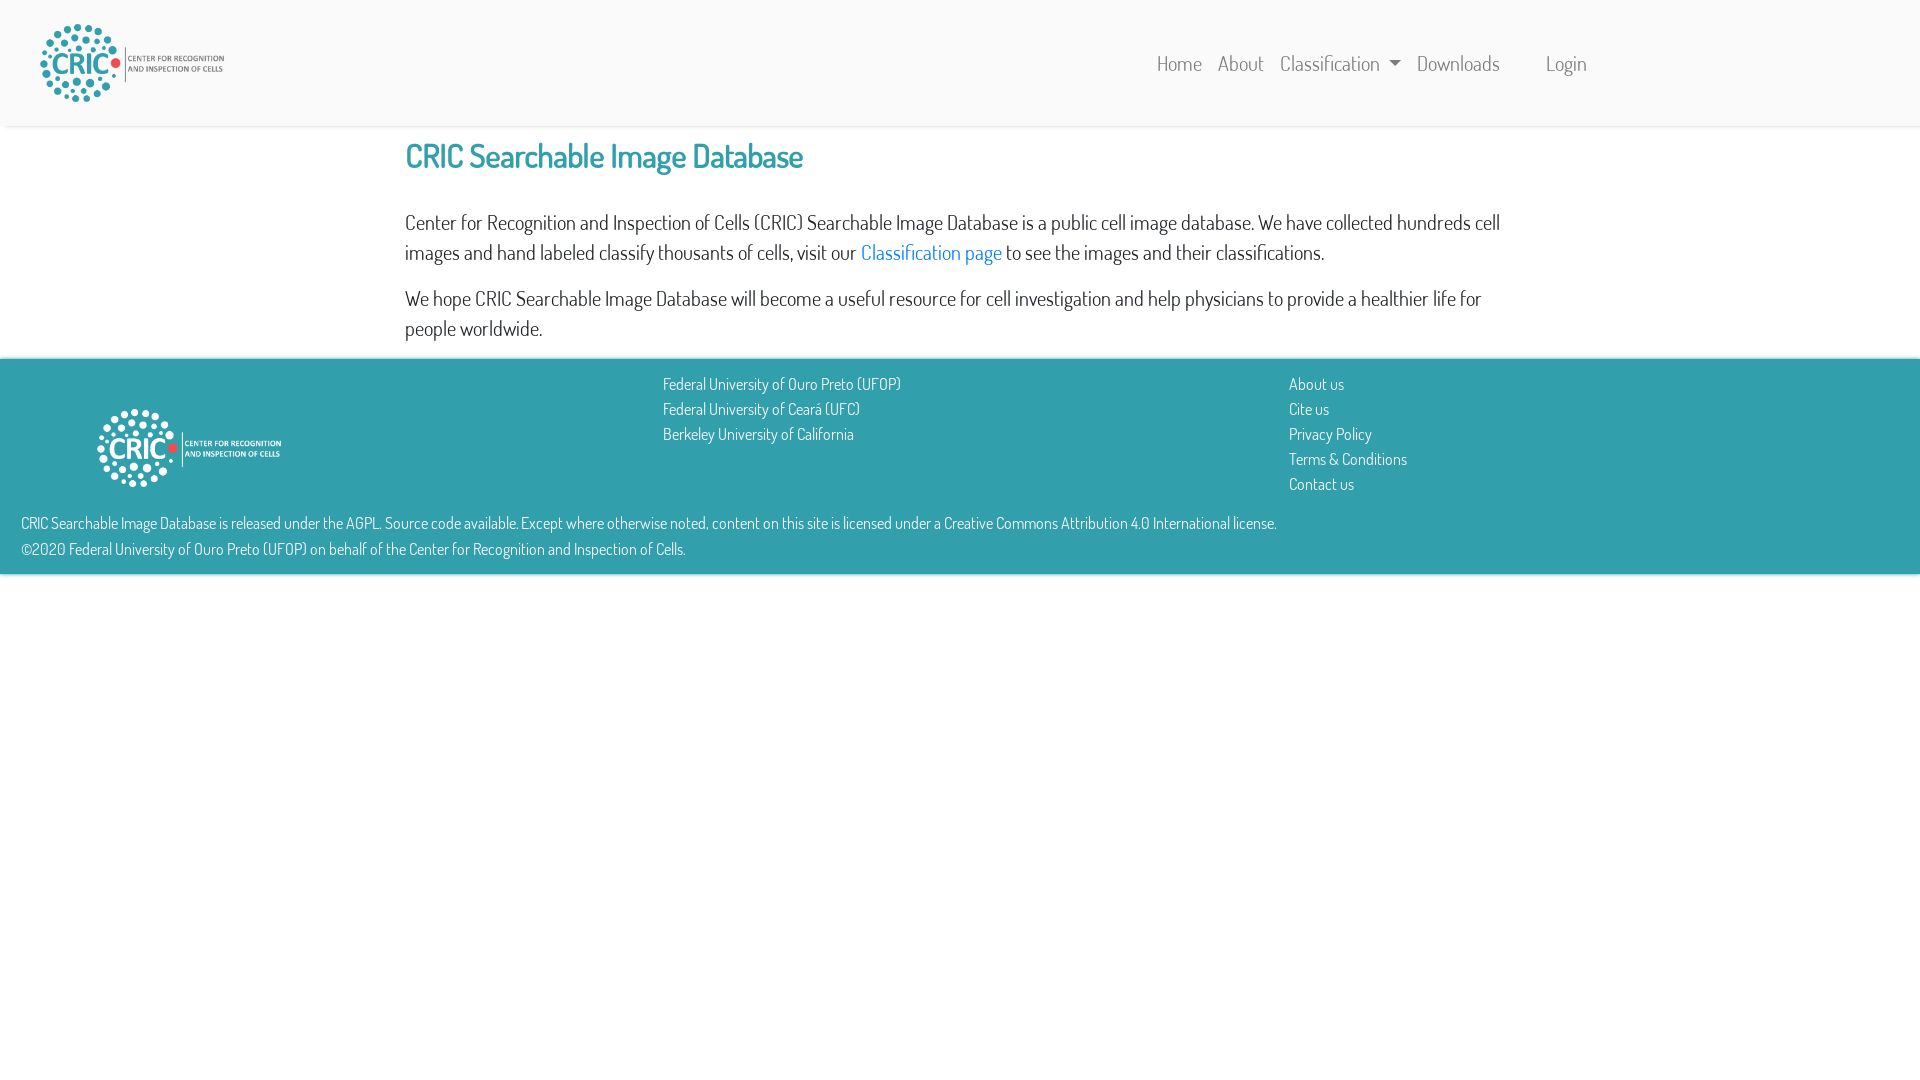 CRIC
CENTER FOR RECOGNITION
AND INSPECTION OF CELLS
Home
About
Classification
Downloads
Login
CRIC Searchable Image Database
Center for Recognition and Inspection of Cells (CRIC) Searchable Image Database is a public cell image database. We have collected hundreds cell
images and hand labeled classify thousants of cells, visit our Classification page to see the images and their classifications.
We hope CRIC Searchable Image Database will become a useful resource for cell investigation and help physicians to provide a healthier life for
people worldwide.
CRIC
CENTER FOR RECOGNITION
AND INSPECTION OF CELLS
Federal University of Ouro Preto (UFOP)
Federal University of Ceará (UFC)
Berkeley University of California
About us
Cite us
Privacy Policy
Terms & Conditions
Contact us
CRIC Searchable Image Database is released under the AGPL. Source code available. Except where otherwise noted, content on this site is licensed under a Creative Commons Attribution 4.0 International license.
©2020 Federal University of Ouro Preto (UFOP) on behalf of the Center for Recognition and Inspection of Cells.